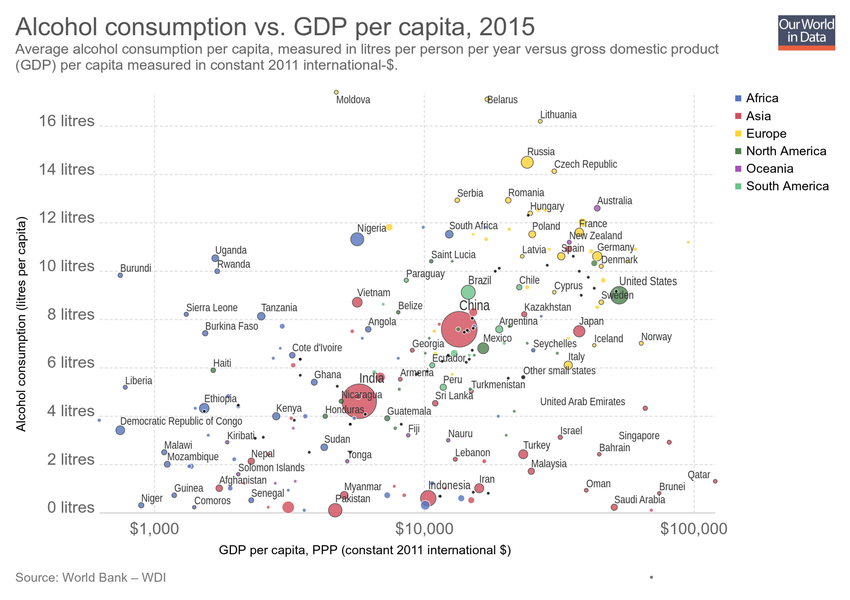 Alcohol consumption vs. GDP per capita, 2015
Average alcohol consumption per capita, measured in litres per person per year versus gross domestic product
(GDP) per capita measured in constant 2011 international-$.
Our World
in Data
Africa
Asia
Europe
North America
Oceania
South America
Alcohol consumption (litres per capita)
16 litres
14 litres
12 litres
10 litres
8 litres
6 litres
4 litres
2 litres
0 litres
Moldova
Belarus
Lithuania
Russia
Czech Republic
Serbia
Romania
Hungary
Australia
Nigeria
South Africa
Poland
France
New Zealand
Uganda
Rwanda
Saint Lucia
Latvia
Spain
Germany
Denmark
Burundi
Paraguay
Brazil
Chile
Cyprus
United States
Sweden
Vietnam
Belize
China
Kazakhstan
Sierra Leone
Tanzania
Burkina Faso
Angola
Argentina
Japan
Georgia
Mexico
Seychelles
Iceland
Norway
Cote d'Ivoire
Ecuador
Italy
Haiti
Ghana
India
Armenia
Peru
Other small states
Turkmenistan
Liberia
Ethiopia
Nicaragua
Sri Lanka
United Arab Emirates
Kenya
Honduras
Guatemala
Democratic Republic of Congo
Kiribati
Sudan
Fiji
Nauru
Israel
Singapore
Malawi
Mozambique
Nepal
Tonga
Lebanon
Turkey
Bahrain
Solomon Islands
Malaysia
Afghanistan
Guinea
Senegal
Myanmar
Indonesia
Iran
Oman
Brunei
Qatar
Niger
Comoros
Pakistan
Saudi Arabia
$1,000
$10,000
$100,000
GDP per capita, PPP (constant 2011 international $)
Source: World Bank – WDI